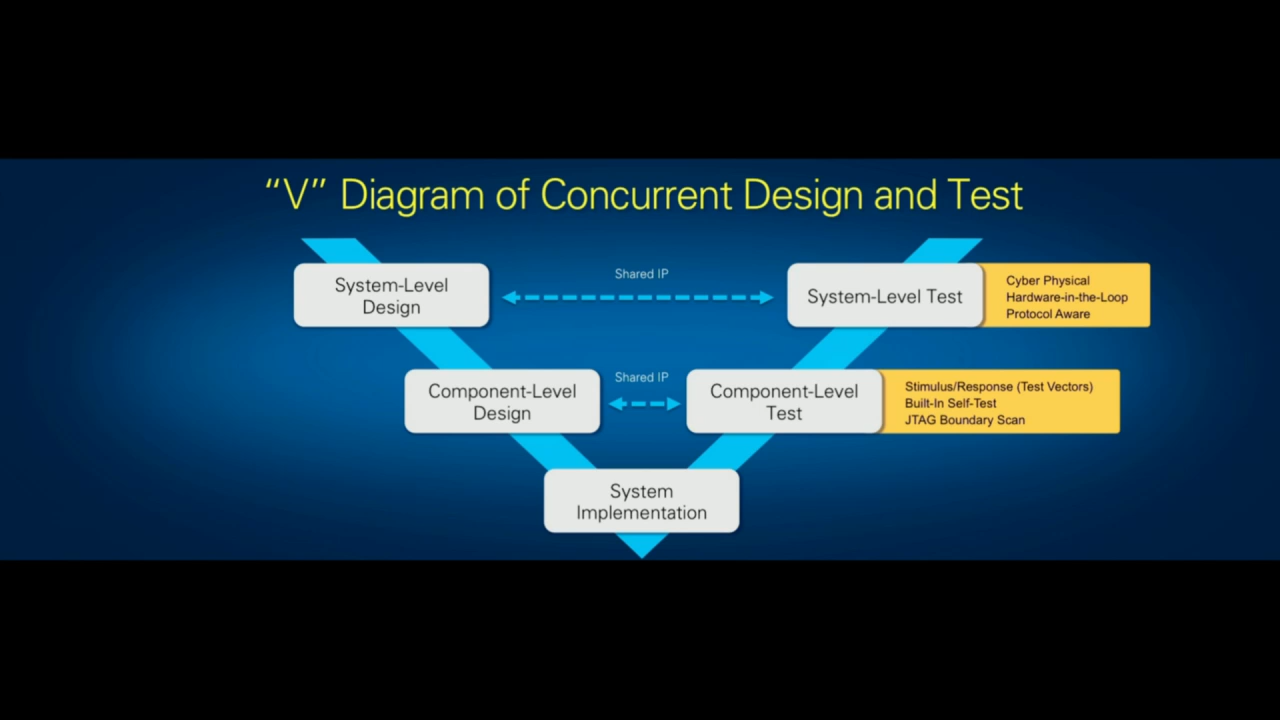 “V” Diagram of Concurrent Design and Test
System-Level
Design
Shared IP
System-Level Test
Cyber Physical
Hardware-in-the-Loop
Protocol Aware
Component-Level
Design
Shared IP
Component-Level
Test
Stimulus/Response (Test Vectors)
Built-In Self-Test
JTAG Boundary Scan
System
Implementation